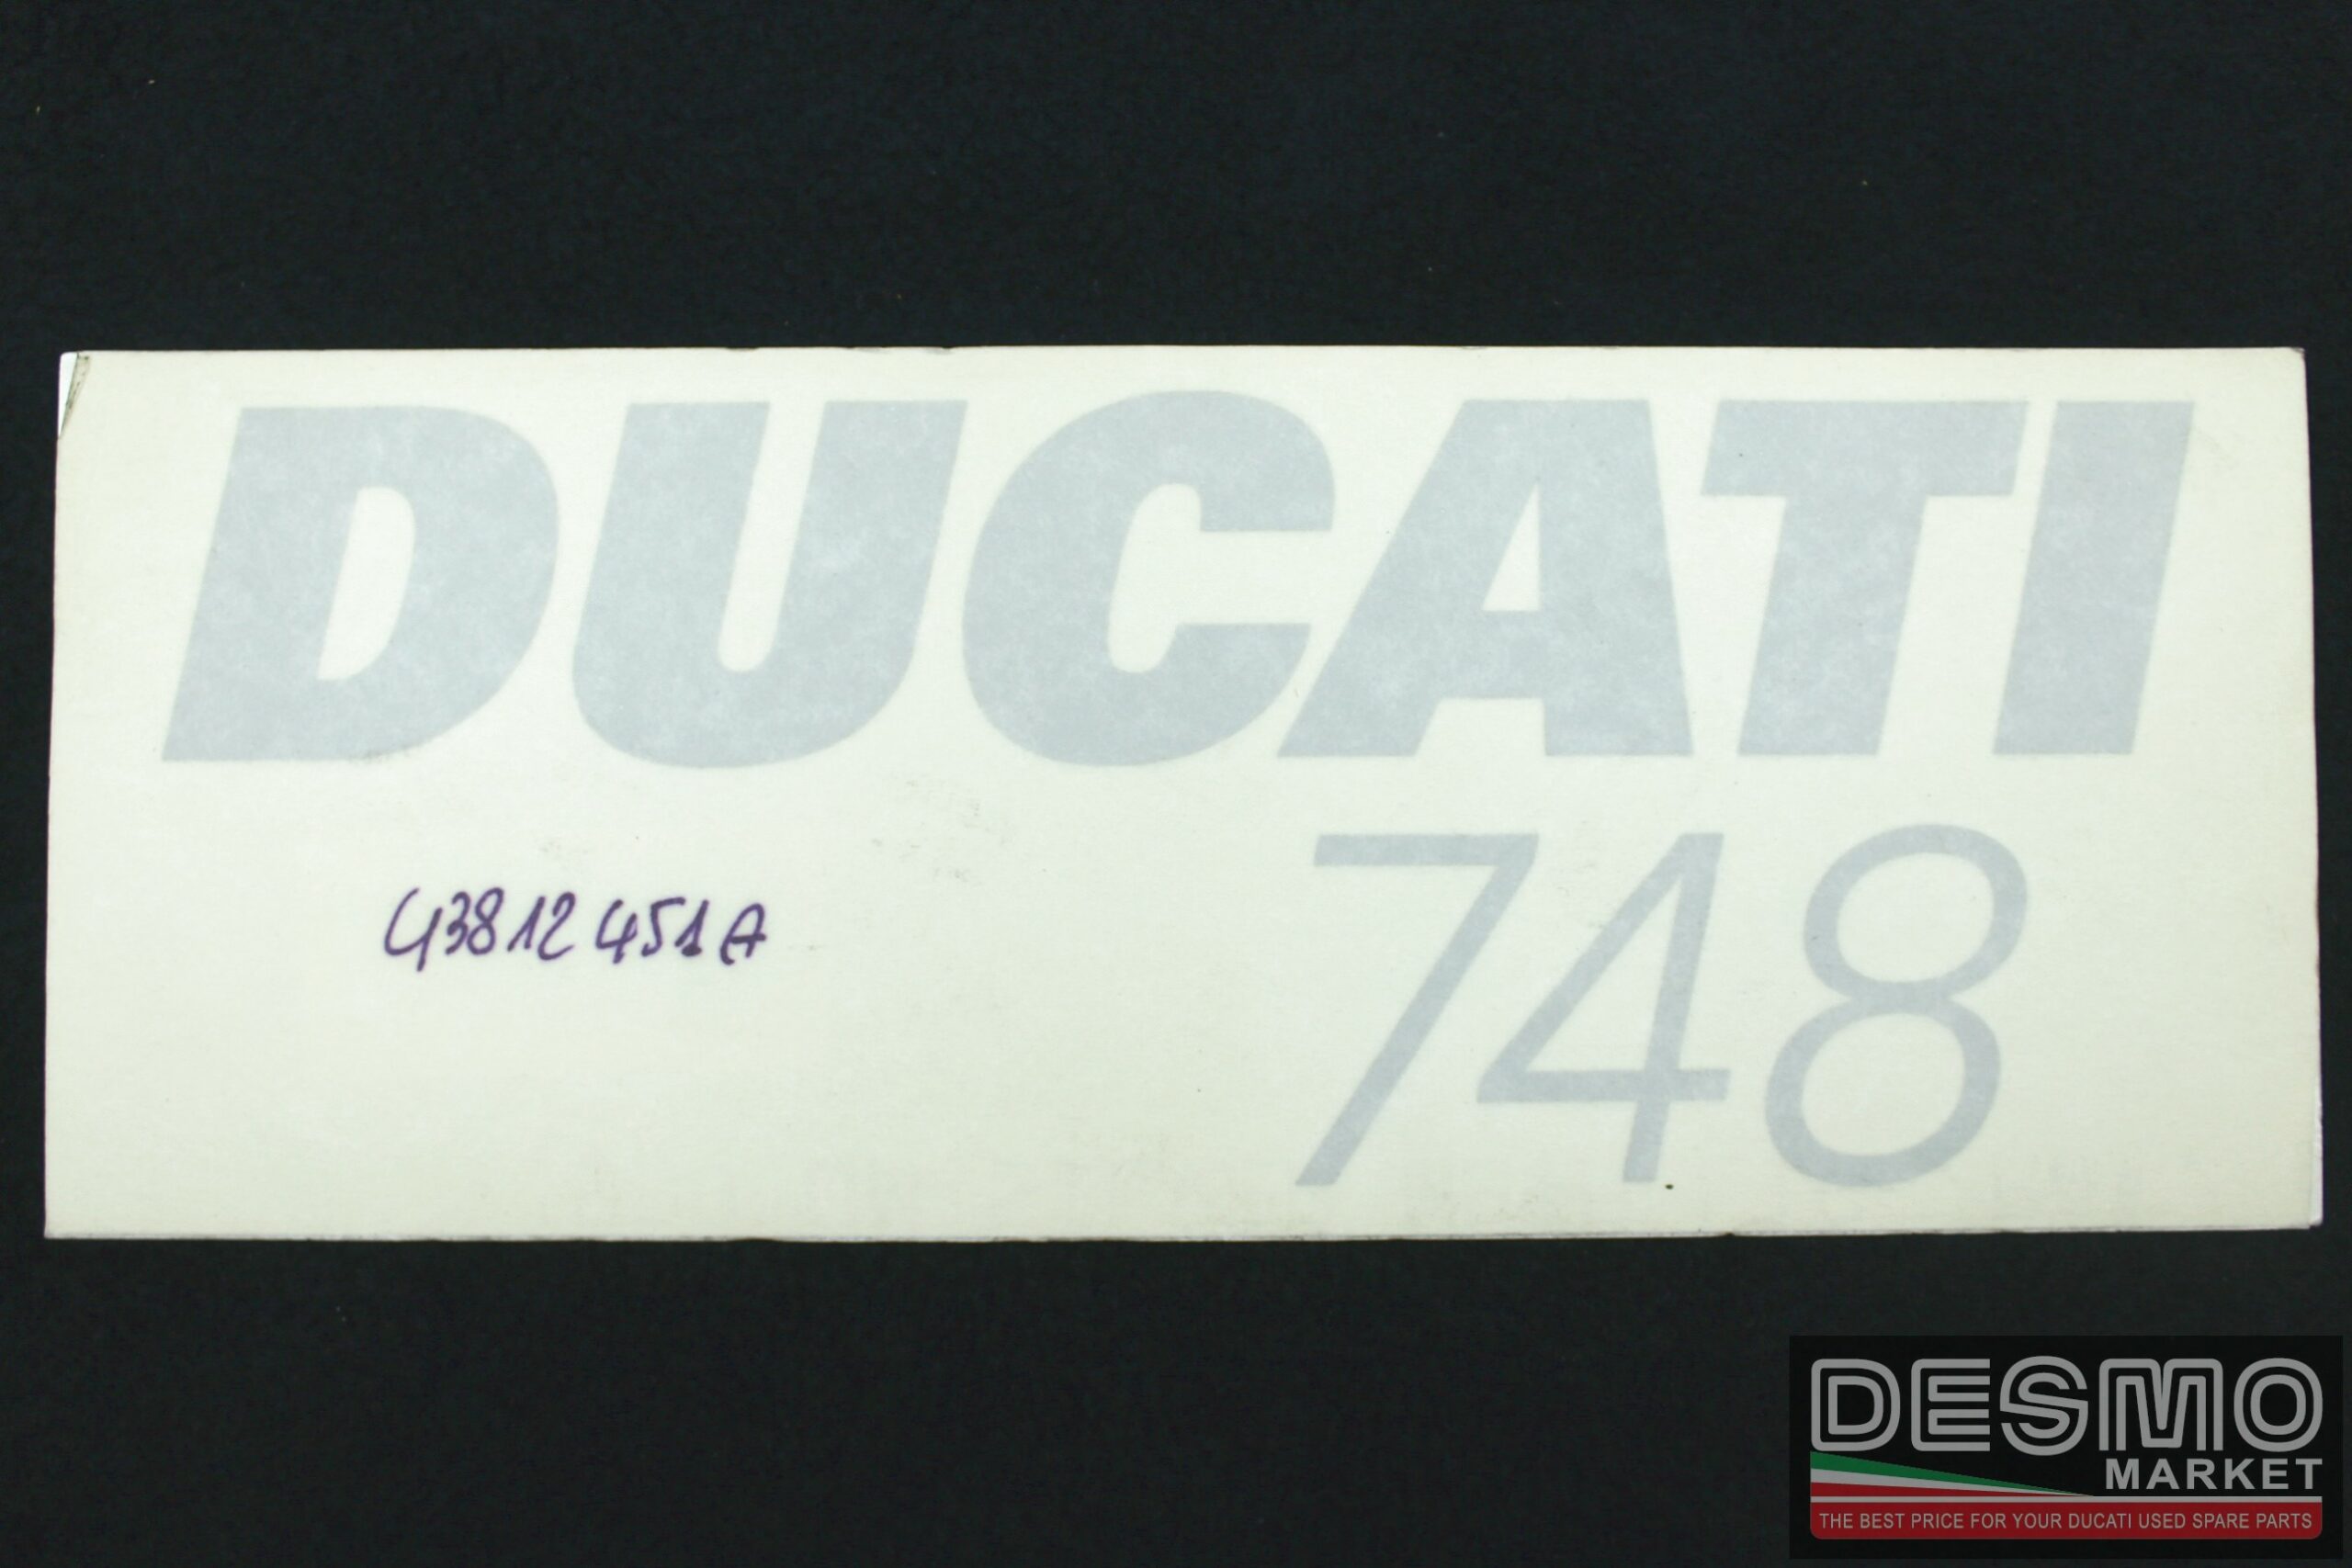 DUCATI
748
43812451A
DESMO
MARKET
THE BEST PRICE FOR YOUR DUCATI USED SPARE PARTS